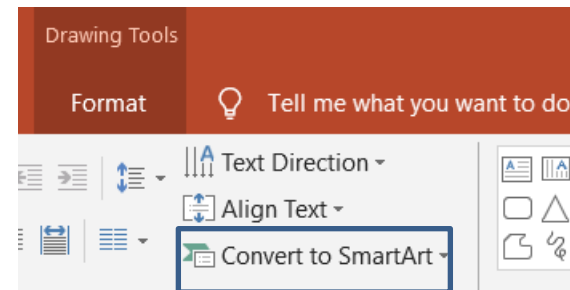 Drawing Tools
Format
Tell me what you want to do
Text Direction
Align Text
Convert to SmartArt